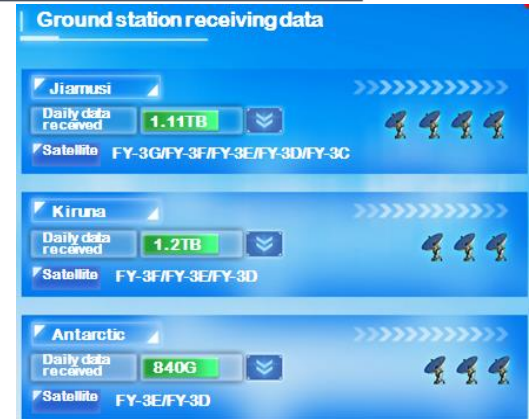 Ground station receiving data
Jiamusi
Daily data
received
1.11TB
Satellite FY-3G/FY-3F/FY-3E/FY-3D/FY-3C
Kiruna
Daily data
received
1.2TB
Satellite FY-3F/FY-3E/FY-3D
Antarctic
Daily data
received
840G
Satellite FY-3E/FY-3D